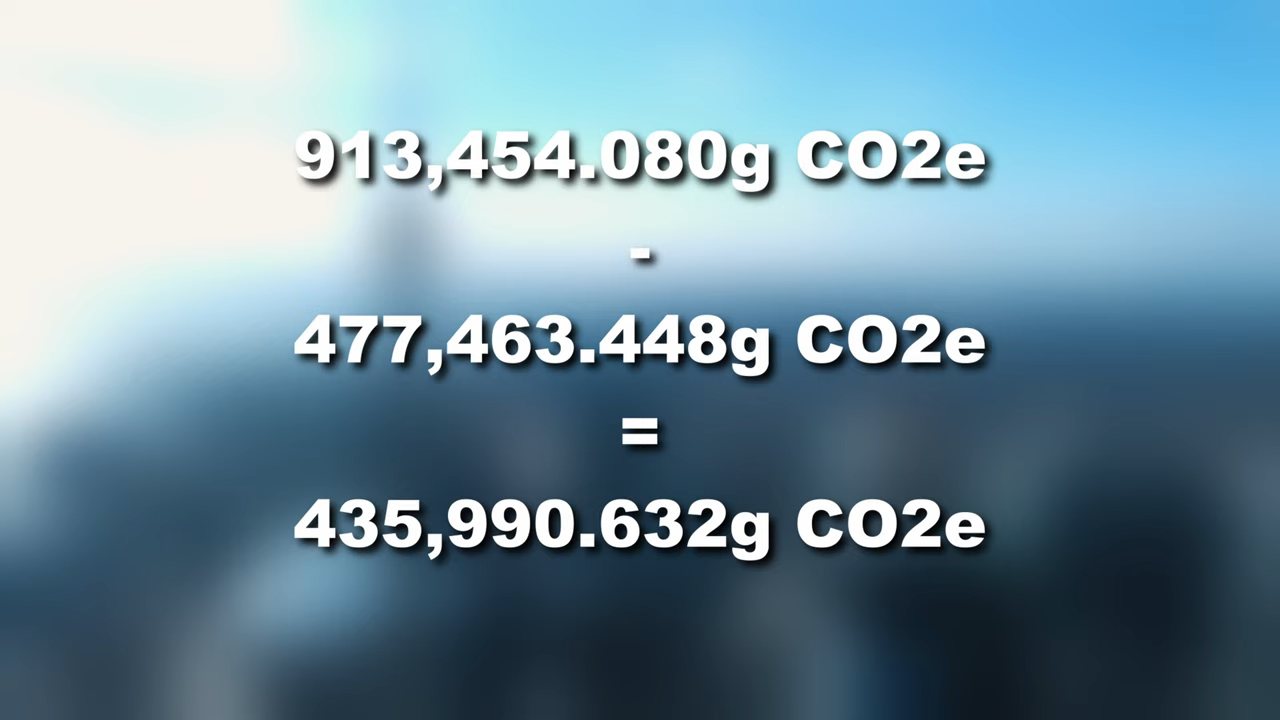 913,454.080g CO2e
-
477,463.448g CO2e
=
435,990.632g CO2e